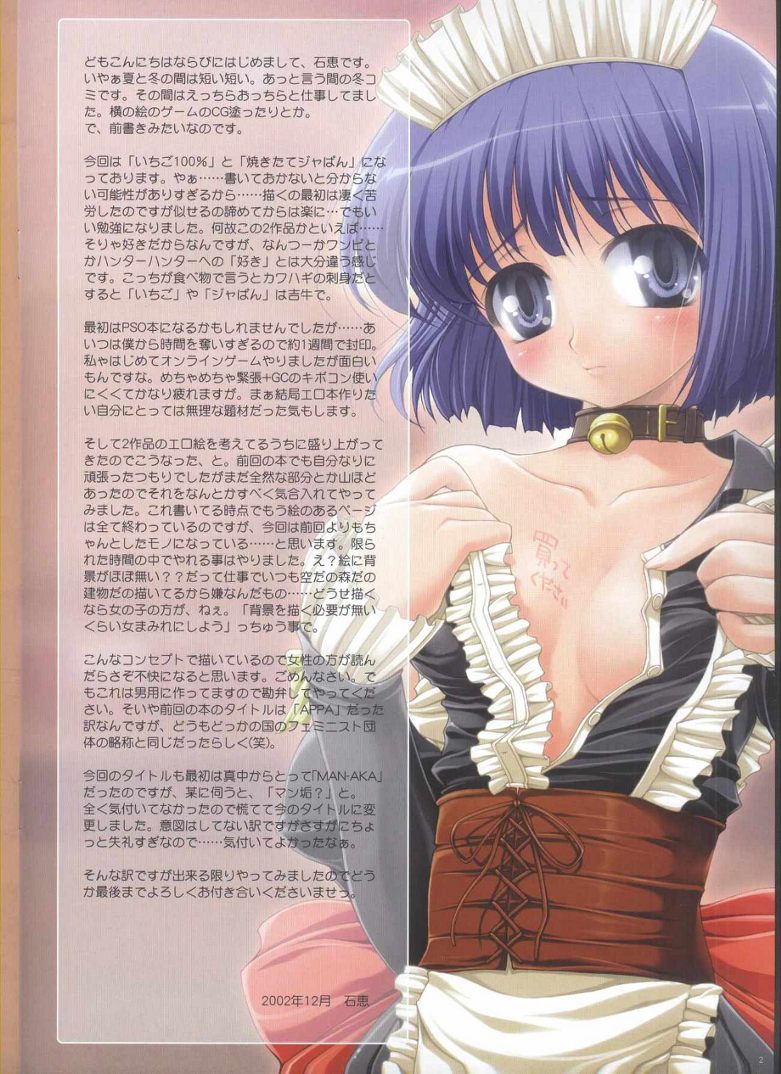 どもこんにちはならびにはじめまして、石恵です。
いやぁ夏と冬の間は短い短い。あっと言う間の冬コ
ミです。その間はえっちらおっちらと仕事してまし
た。横の絵のゲームのCG塗ったりとか。
で、前書きみたいなのです。
今回は「いちご100%」と「焼きたてジャぱん」にな
っております。やぁ……書いておかないと分からな
い可能性がありすぎるから……描くの最初は凄く苦
労したのですが似せるの諦めてからは楽に…でもい
い勉強になりました。何故この2作品かといえば……
そりゃ好きだからなんですが、なんつーかワンピと
かハンターハンターへの「好き」とは大分違う感じ
です。こっちが食べ物で言うとカワハギの刺身だと
すると「いちご」や「ジャぱん」は吉牛で。
最初はPSO本になるかもしれませんでしたが……あ
いつは僕から時間を奪いすぎるので約1週間で封印。
私ゃはじめてオンラインゲームやりましたが面白い
もんですな。めちゃめちゃ緊張+GCのキボコン使い
にくくてかなり疲れますが。まぁ結局エロ本作りた
い自分にとっては無理な題材だった気もします。
そして2作品のエロ絵を考えてるうちに盛り上がって
きたのでこうなった、と。前回の本でも自分なりに
頑張ったつもりでしたがまだ全然な部分とか山ほど
あったのでそれをなんとかすべく気合入れてやって
みました。これ書いてる時点でもう絵のあるページ
は全て終わっているのですが、今回は前回よりもち
ゃんとしたモノになっている……と思います。限ら
れた時間の中でやれる事はやりました。え？絵に背
景がほぼ無い？？だって仕事でいつも空だの森だの
建物だの描いてるから嫌なんだもの……どうせ描く
なら女の子の方が、ねぇ。「背景を描く必要が無い
くらい女まみれにしよう」っちゅう事で。
こんなコンセプトで描いているので女性の方が読ん
だらさぞ不快になると思います。ごめんなさい。で
もこれは男用に作ってますので勘弁してやってくだ
さい。そいや前回の本のタイトルは「APPA」だった
訳なんですが、どうもどっかの国のフェミニスト団
体の略称と同じだったらしく(笑)。
今回のタイトルも最初は真中からとって「MAN-AKA」
だったのですが、某に伺うと、「マン垢？」と。
全く気付いてなかったので慌てて今のタイトルに変
更しました。意図はしてない訳ですがさすがにちょ
っと失礼すぎなので……気付いてよかったなぁ。
そんな訳ですが出来る限りやってみましたのでどう
か最後までよろしくお付き合いくださいませっ。
2002年12月　石恵
買って
ください
2